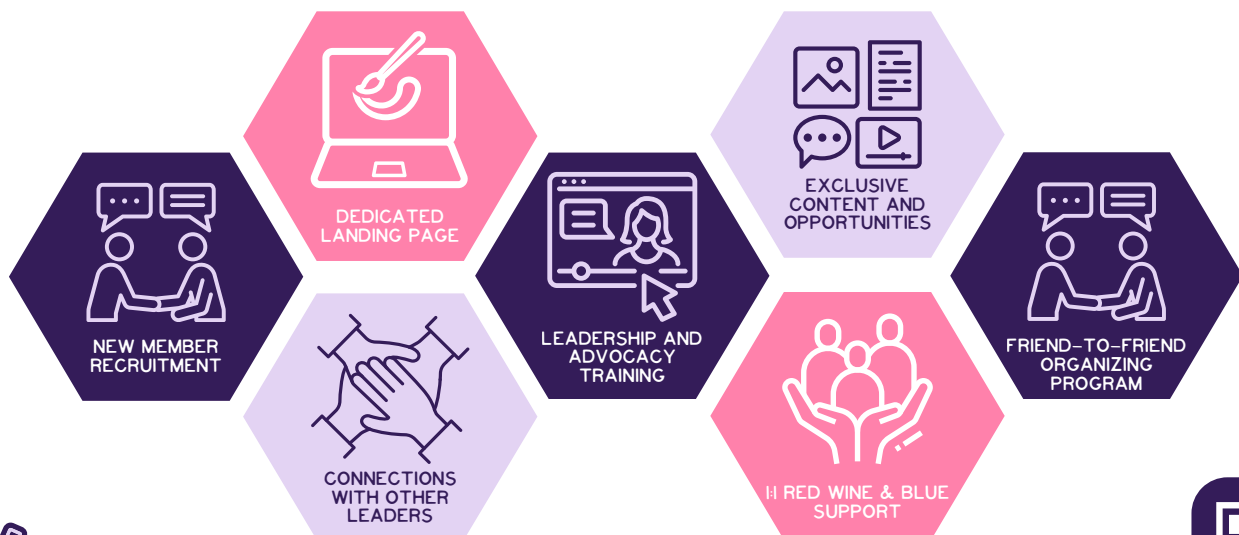 DEDICATED
LANDING PAGE
EXCLUSIVE
CONTENT AND
OPPORTUNITIES
NEW MEMBER
RECRUITMENT
LEADERSHIP AND
ADVOCACY
TRAINING
FRIEND-TO-FRIEND
ORGANIZING
PROGRAM
CONNECTIONS
WITH OTHER
LEADERS
1:1 RED WINE & BLUE
SUPPORT